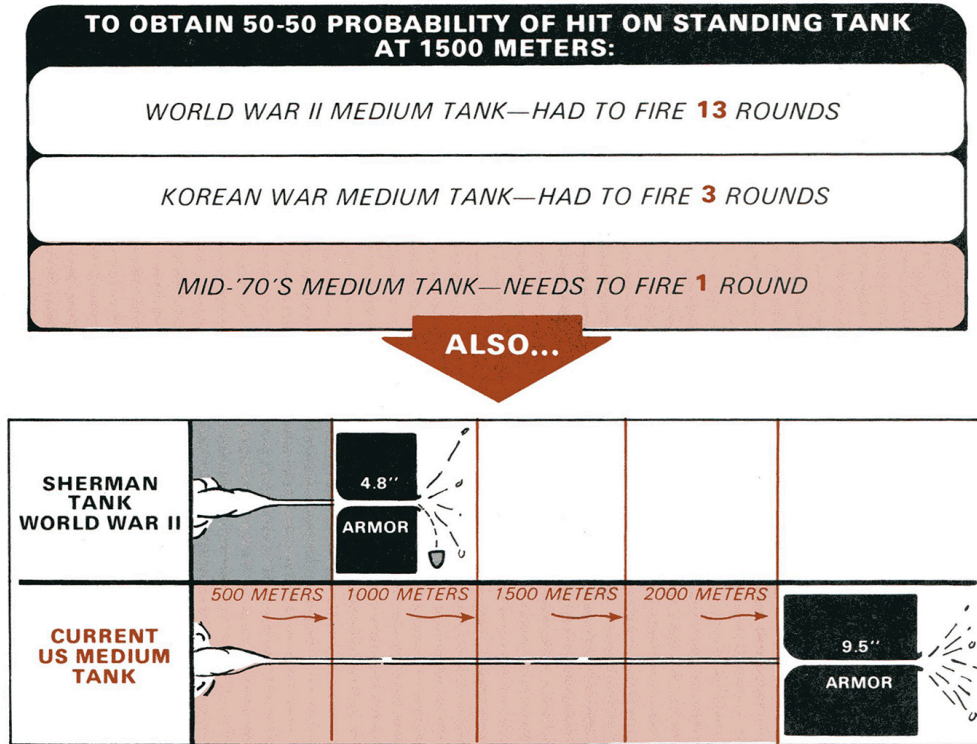 TO OBTAIN 50-50 PROBABILITY OF HIT ON STANDING TANK
AT 1500 METERS:
WORLD WAR II MEDIUM TANK—HAD TO FIRE 13 ROUNDS
KOREAN WAR MEDIUM TANK—HAD TO FIRE 3 ROUNDS
MID-'70'S MEDIUM TANK—NEEDS TO FIRE 1 ROUND
ALSO...
SHERMAN
TANK
WORLD WAR II
4.8''
ARMOR
500 METERS
1000 METERS
1500 METERS
2000 METERS
CURRENT
US MEDIUM
TANK
9.5''
ARMOR